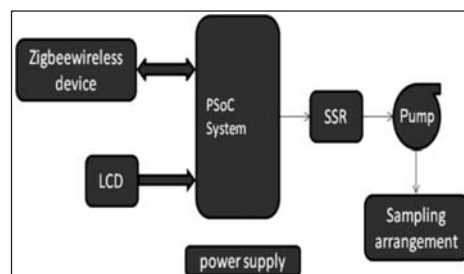 Zigbeewireless
device
PSoC
System
SSR
Pump
LCD
Sampling
arrangement
power supply